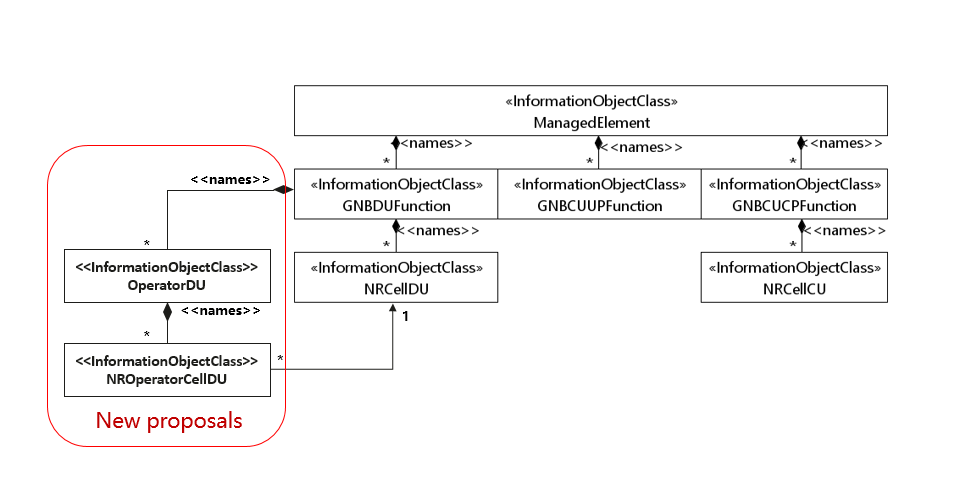 «InformationObjectClass»
ManagedElement
<<names>>
<<names>>
<<names>>
*
*
*
<<names>>
«InformationObjectClass»
GNBDUFunction
«InformationObjectClass»
GNBCUUPFunction
«InformationObjectClass»
GNBCUCPFunction
<<names>>
<<names>>
*
*
*
<<InformationObjectClass>>
OperatorDU
«InformationObjectClass»
NRCellDU
«InformationObjectClass»
NRCellCU
<<names>>
1
*
*
<<InformationObjectClass>>
NROperatorCellDU
New proposals